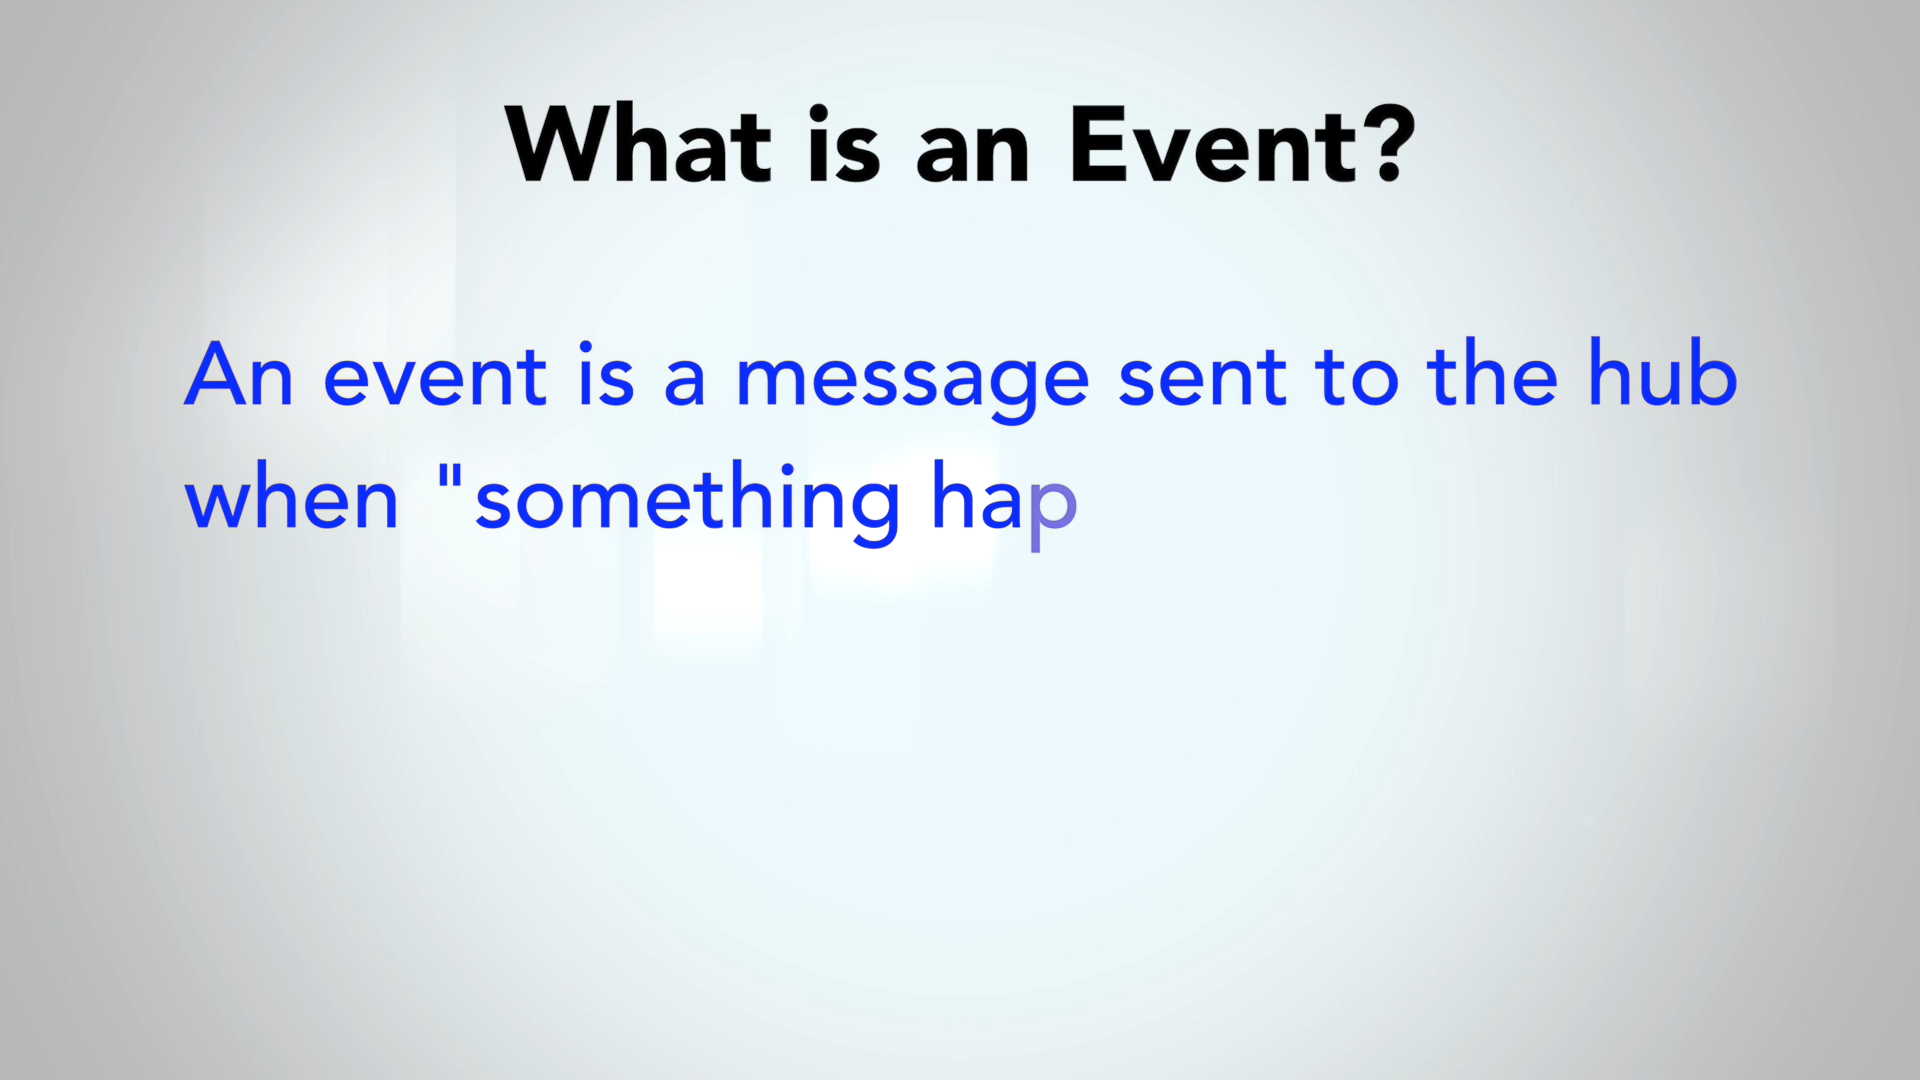 What is an Event?
An event is a message sent to the hub
when "something hap